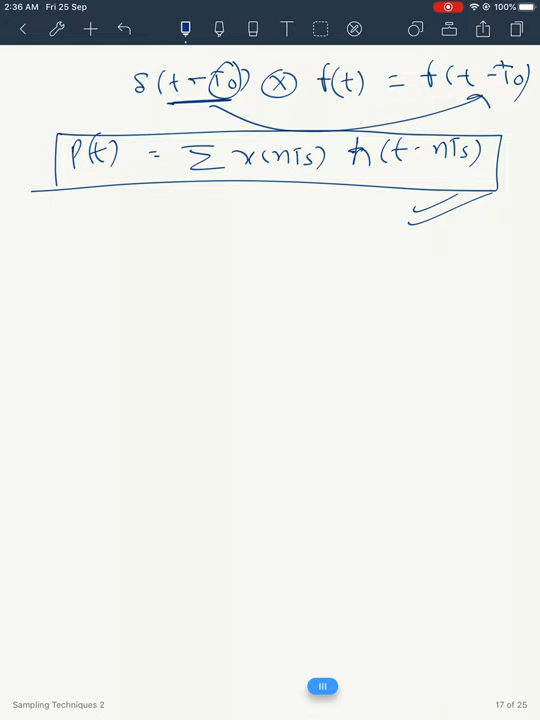 2:36 AM Fri 25 Sep 100%
δ(t - T0) ⊗ f(t) = f(t - T0)
P(t) = Σ x(nTs) h(t - nTs)
Sampling Techniques 2 17 of 25